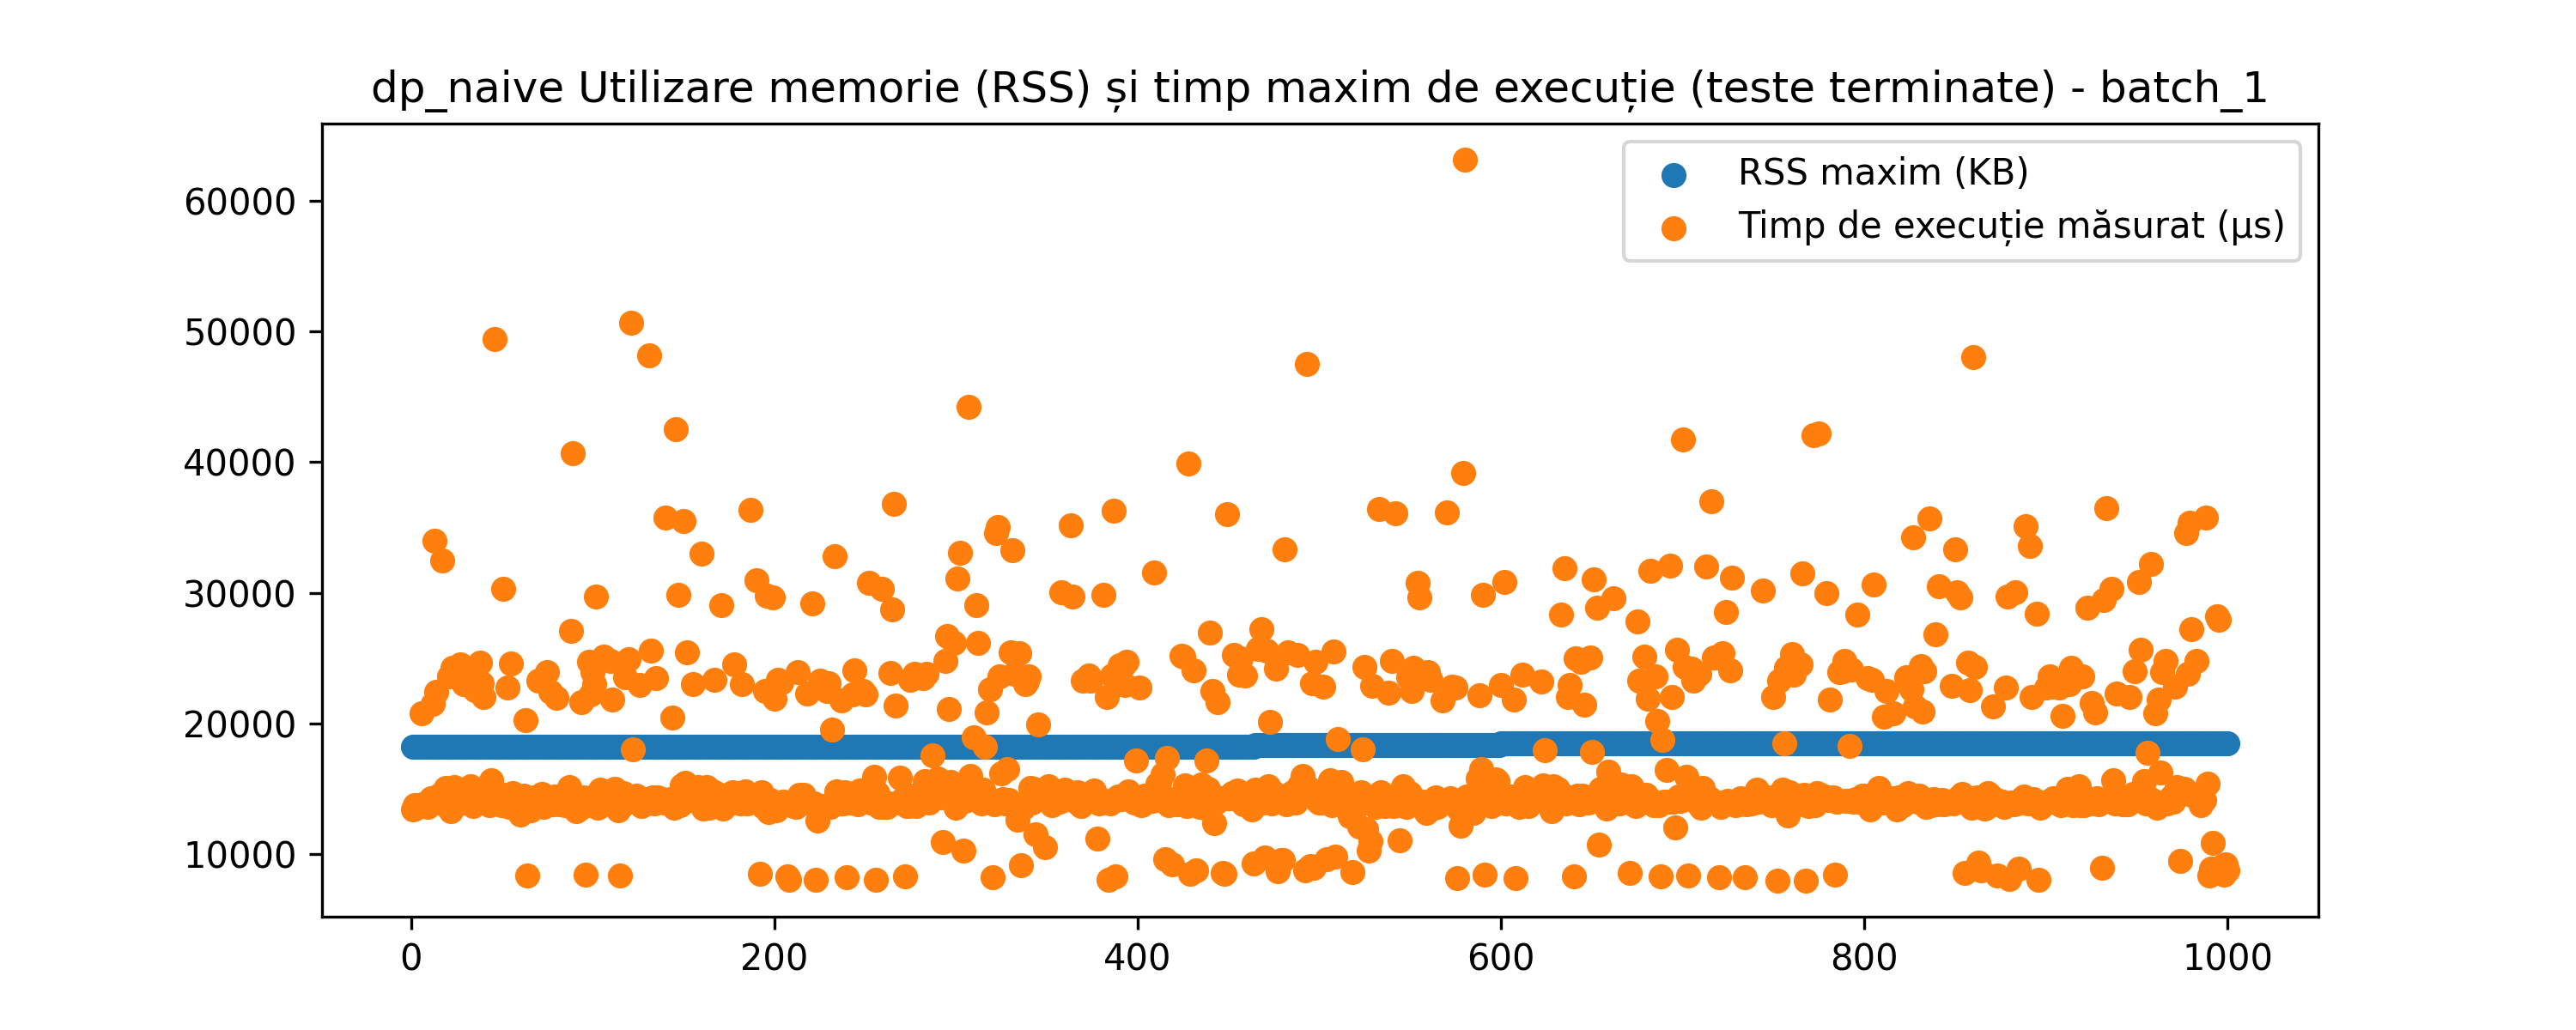 dp_naive Utilizare memorie (RSS) și timp maxim de execuție (teste terminate) - batch_1
RSS maxim (KB)
Timp de execuție măsurat (µs)
60000
50000
40000
30000
20000
10000
0 200 400 600 800 1000